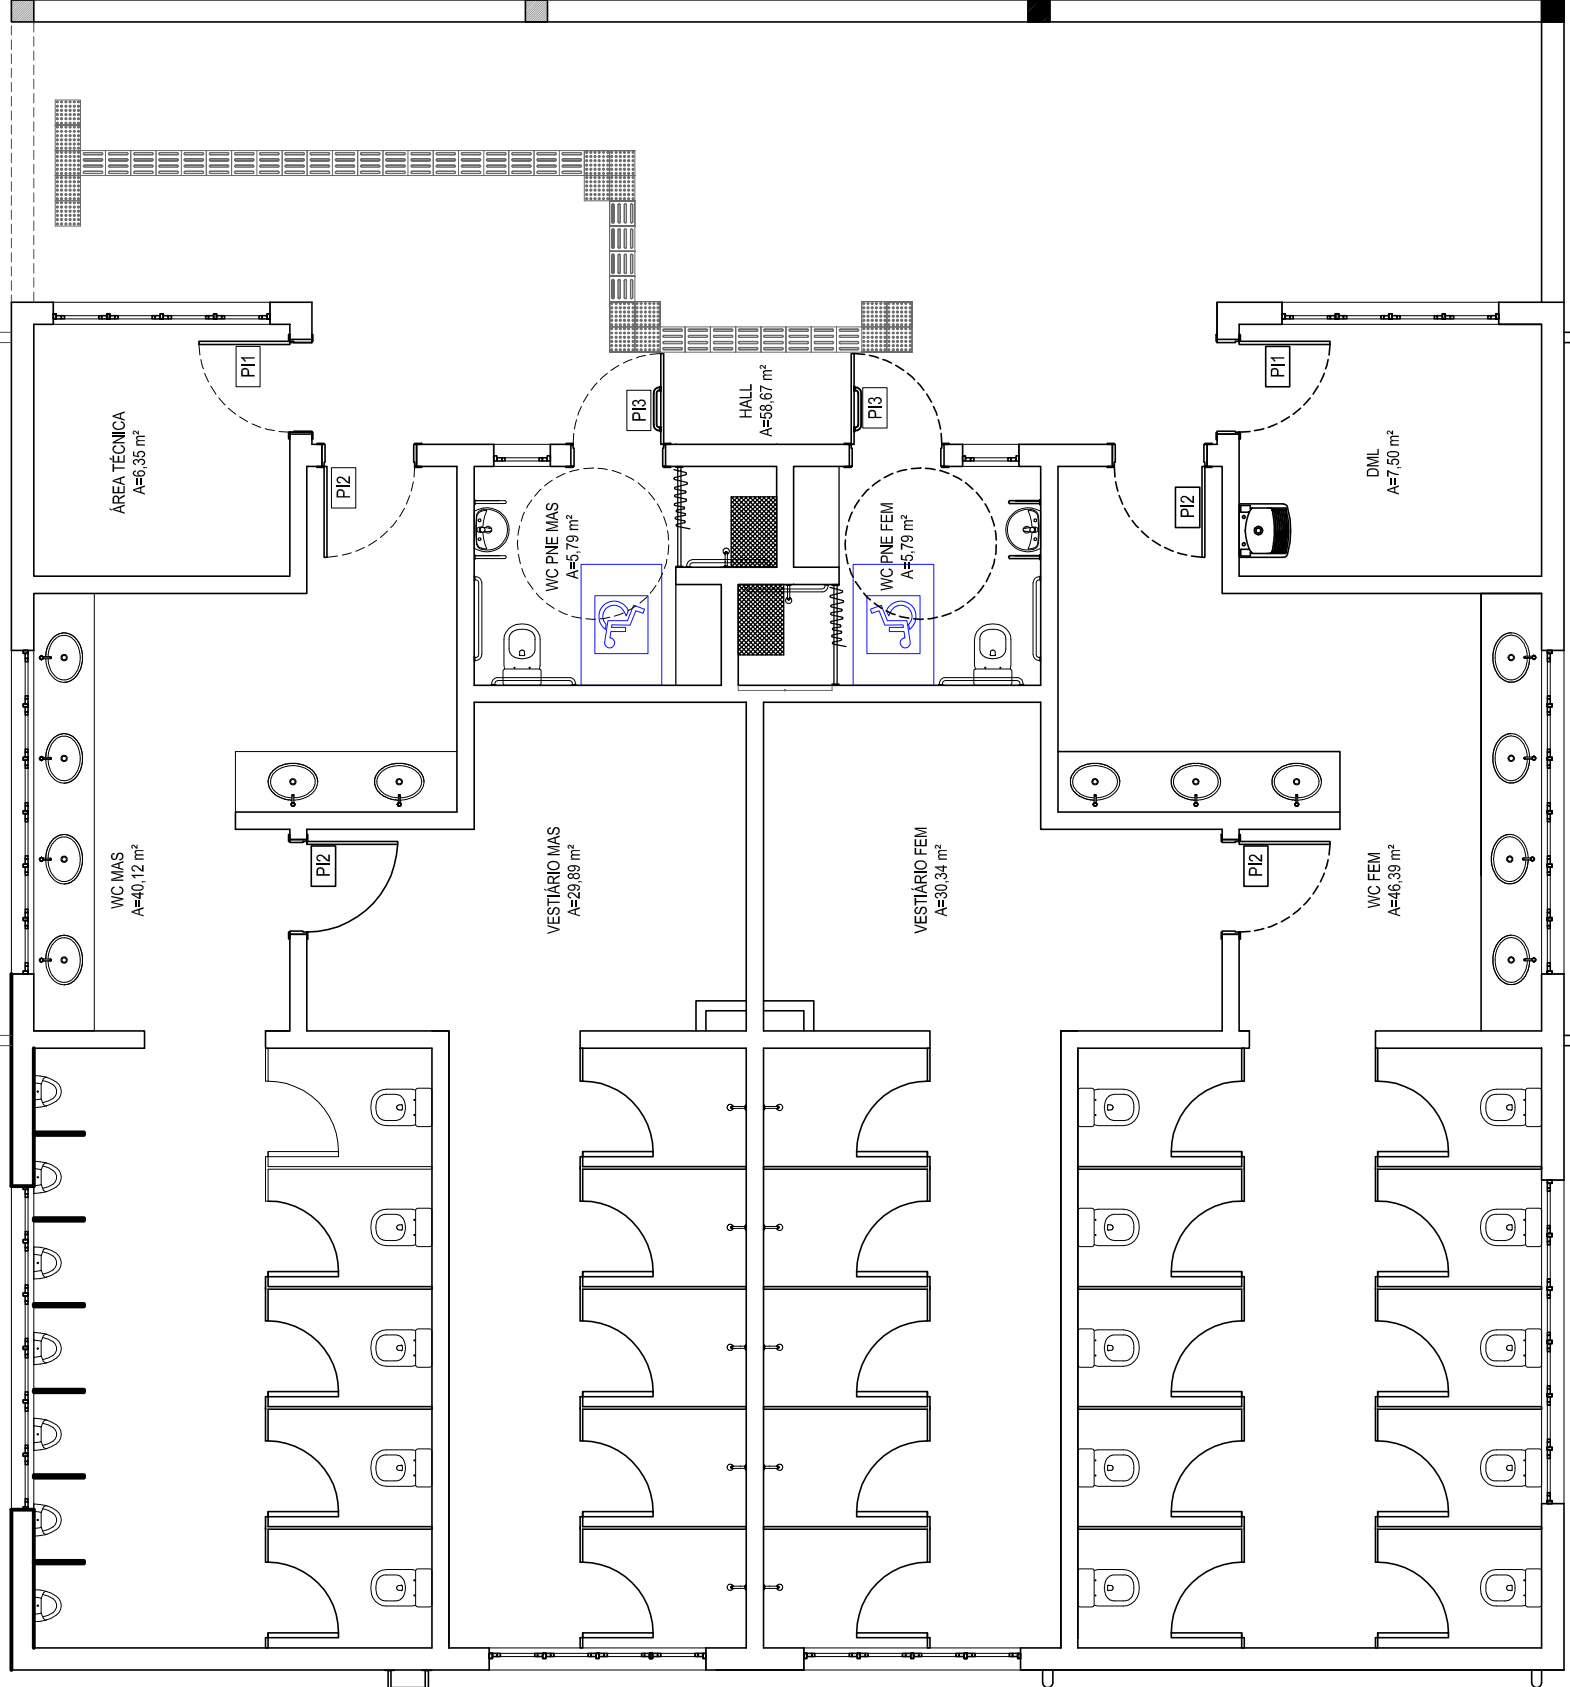 PI1
PI3
HALL
A=58,67 m²
PI3
PI1
ÁREA TÉCNICA
A=6,35 m²
PI2
DML
A=7,50 m²
PI2
WC PNE MAS
A=5,79 m²
WC PNE FEM
A=5,79 m²
WC MAS
A=40,12 m²
PI2
VESTIÁRIO MAS
A=29,89 m²
VESTIÁRIO FEM
A=30,34 m²
PI2
WC FEM
A=46,39 m²